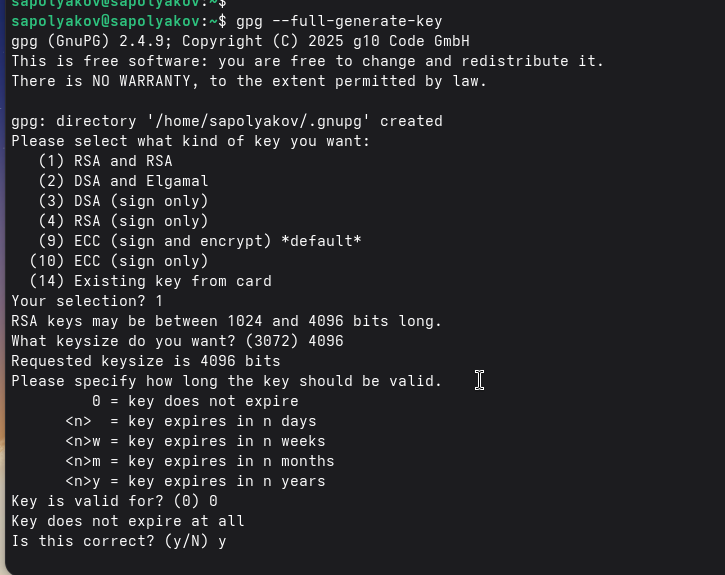 sapolyakov@sapolyakov:~$
sapolyakov@sapolyakov:~$ gpg --full-generate-key
gpg (GnuPG) 2.4.9; Copyright (C) 2025 g10 Code GmbH
This is free software: you are free to change and redistribute it.
There is NO WARRANTY, to the extent permitted by law.

gpg: directory '/home/sapolyakov/.gnupg' created
Please select what kind of key you want:
   (1) RSA and RSA
   (2) DSA and Elgamal
   (3) DSA (sign only)
   (4) RSA (sign only)
   (9) ECC (sign and encrypt) *default*
  (10) ECC (sign only)
  (14) Existing key from card
Your selection? 1
RSA keys may be between 1024 and 4096 bits long.
What keysize do you want? (3072) 4096
Requested keysize is 4096 bits
Please specify how long the key should be valid.
         0 = key does not expire
      <n>  = key expires in n days
      <n>w = key expires in n weeks
      <n>m = key expires in n months
      <n>y = key expires in n years
Key is valid for? (0) 0
Key does not expire at all
Is this correct? (y/N) y